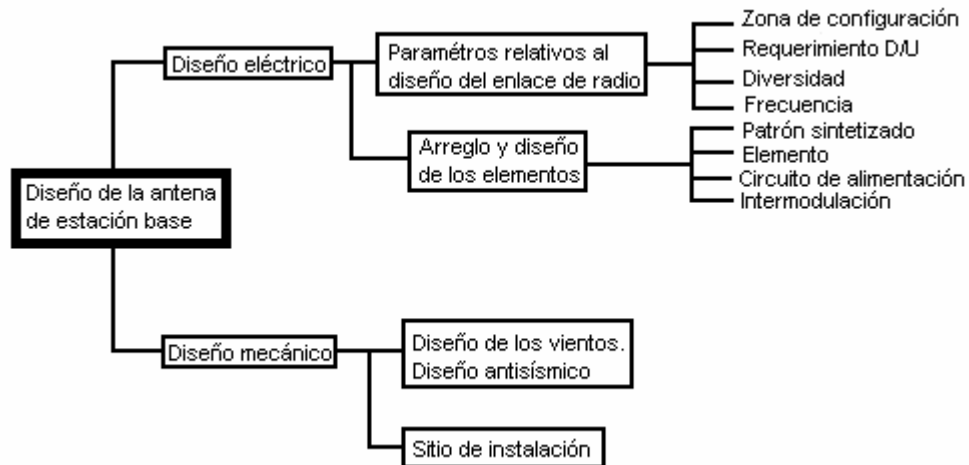 Diseño de la antena
de estación base
Diseño eléctrico
Paramétros relativos al
diseño del enlace de radio
Zona de configuración
Requerimiento D/U
Diversidad
Frecuencia
Arreglo y diseño
de los elementos
Patrón sintetizado
Elemento
Circuito de alimentación
Intermodulación
Diseño mecánico
Diseño de los vientos.
Diseño antisísmico
Sitio de instalación